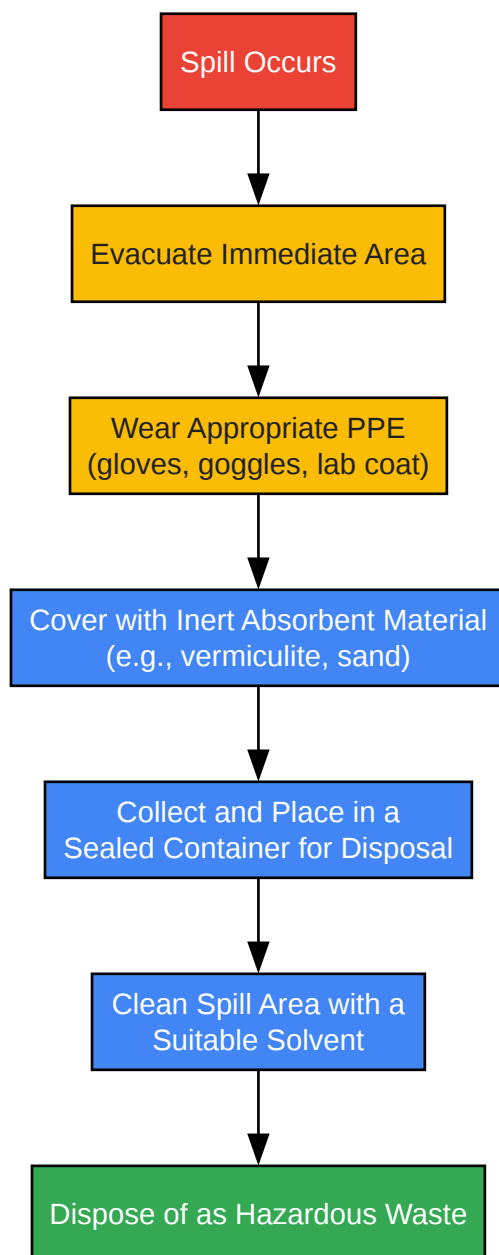 Spill Occurs
Evacuate Immediate Area
Wear Appropriate PPE
(gloves, goggles, lab coat)
Cover with Inert Absorbent Material
(e.g., vermiculite, sand)
Collect and Place in a
Sealed Container for Disposal
Clean Spill Area with a
Suitable Solvent
Dispose of as Hazardous Waste